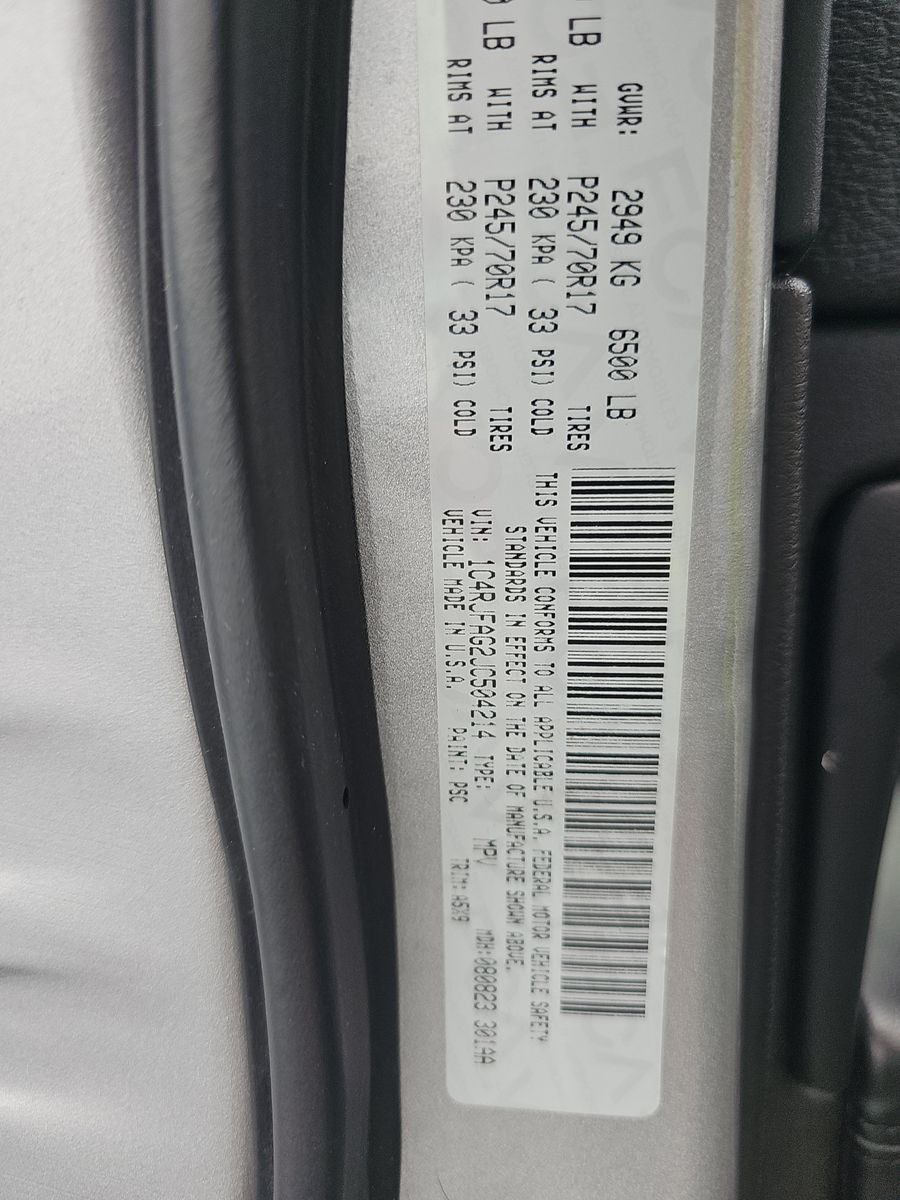 GVWR: 2949 KG 6500 LB
LB WITH P245/70R17 TIRES
RIMS AT 230 KPA ( 33 PSI) COLD
LB WITH P245/70R17 TIRES
RIMS AT 230 KPA ( 33 PSI) COLD
THIS VEHICLE CONFORMS TO ALL APPLICABLE U.S.A. FEDERAL MOTOR VEHICLE SAFETY
STANDARDS IN EFFECT ON THE DATE OF MANUFACTURE SHOWN ABOVE.
VIN: 1C4RJFAG2JC504214 TYPE: MPV MDH:080823 301AA
VEHICLE MADE IN U.S.A. PAINT: PSC TRIM: A5X9